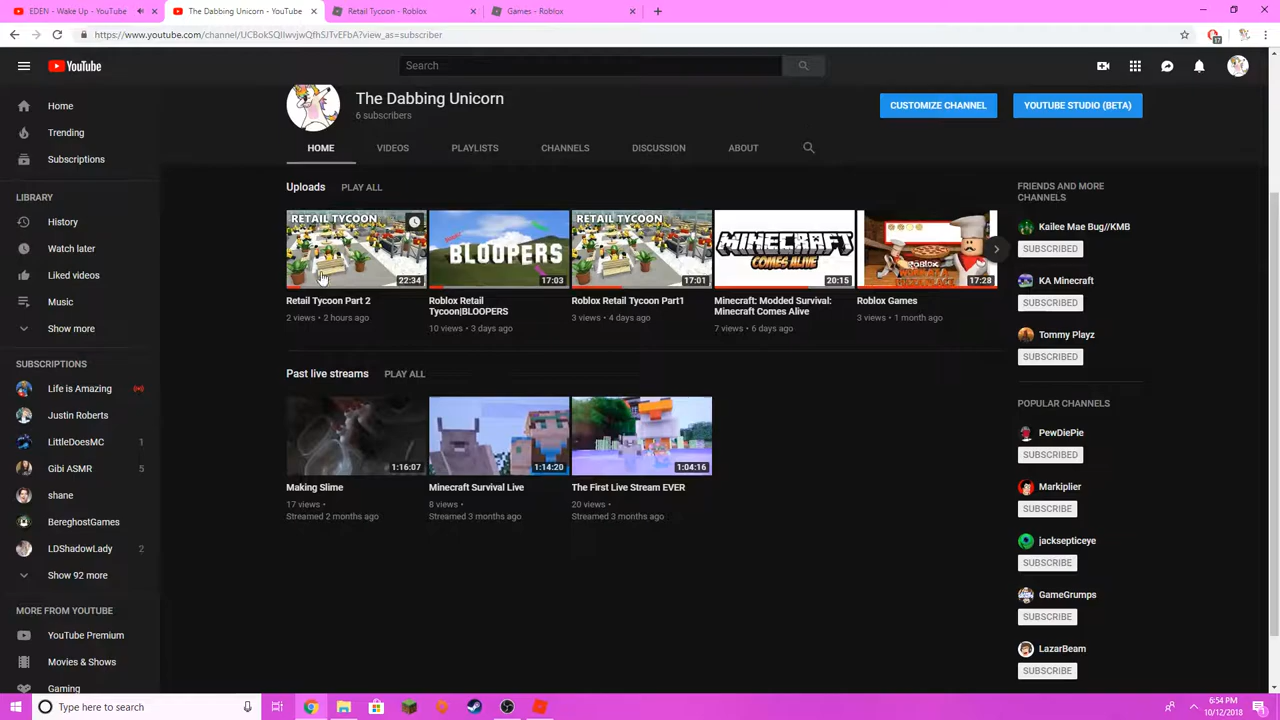 EDEN - Wake Up - YouTube
The Dabbing Unicorn - YouTube
Retail Tycoon - Roblox
Games - Roblox
https://www.youtube.com/channel/UCBokSQIIwvjwQfhSJTvEFbA?view_as=subscriber
17
YouTube
Search
The Dabbing Unicorn
6 subscribers
CUSTOMIZE CHANNEL
YOUTUBE STUDIO (BETA)
HOME
VIDEOS
PLAYLISTS
CHANNELS
DISCUSSION
ABOUT
Home
Trending
Subscriptions
LIBRARY
History
Watch later
Liked videos
Music
Show more
SUBSCRIPTIONS
Life is Amazing
Justin Roberts
LittleDoesMC 1
Gibi ASMR 5
shane
BereghostGames
LDShadowLady 2
Show 92 more
MORE FROM YOUTUBE
YouTube Premium
Movies & Shows
Gaming
Uploads PLAY ALL
RETAIL TYCOON
22:34
BLOOPERS
17:03
RETAIL TYCOON
17:01
MINECRAFT
COMES ALIVE
20:15
ROBLOX
WORK AT A
17:28
Retail Tycoon Part 2
2 views • 2 hours ago
Roblox Retail
Tycoon|BLOOPERS
10 views • 3 days ago
Roblox Retail Tycoon Part1
3 views • 4 days ago
Minecraft: Modded Survival:
Minecraft Comes Alive
7 views • 6 days ago
Roblox Games
3 views • 1 month ago
Past live streams PLAY ALL
1:16:07
1:14:20
1:04:16
Making Slime
17 views •
Streamed 2 months ago
Minecraft Survival Live
8 views •
Streamed 3 months ago
The First Live Stream EVER
20 views •
Streamed 3 months ago
FRIENDS AND MORE
CHANNELS
Kailee Mae Bug//KMB
SUBSCRIBED
KA Minecraft
SUBSCRIBED
Tommy Playz
SUBSCRIBED
POPULAR CHANNELS
PewDiePie
SUBSCRIBED
Markiplier
SUBSCRIBE
jacksepticeye
SUBSCRIBE
GameGrumps
SUBSCRIBE
LazarBeam
SUBSCRIBE
Type here to search
6:54 PM
10/12/2018